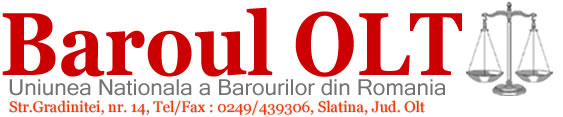 Baroul OLT
Uniunea Nationala a Barourilor din Romania
Str.Gradinitei, nr. 14, Tel/Fax : 0249/439306, Slatina, Jud. Olt